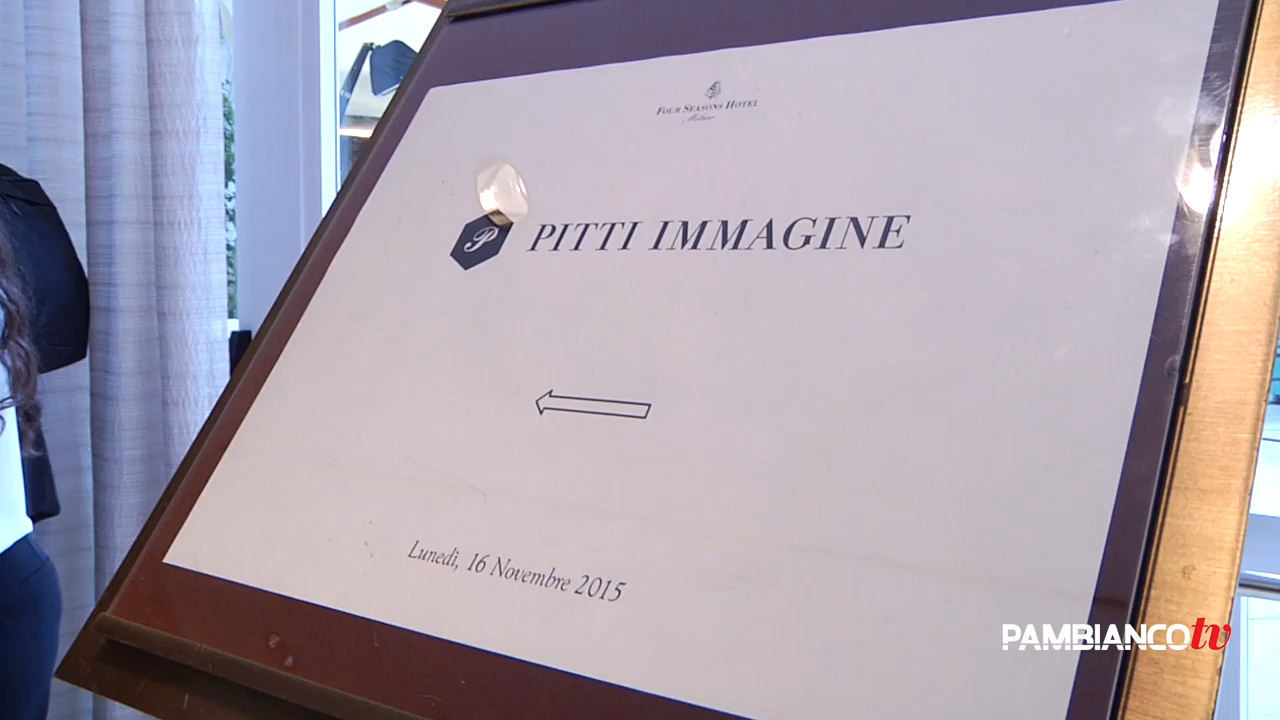 FOUR SEASONS HOTEL
Milano
P PITTI IMMAGINE
Lunedì, 16 Novembre 2015
PAMBIANCOtv